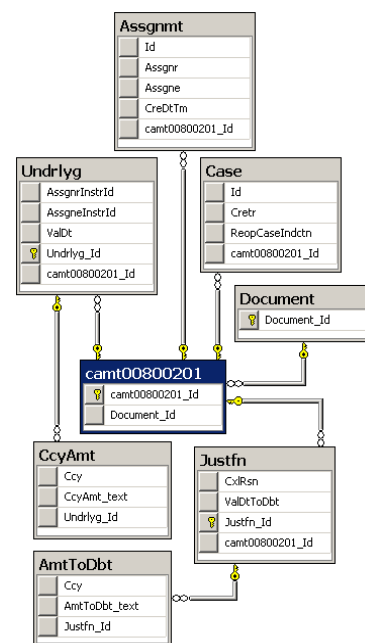 Assgnmt
Id
Assgnr
Assgne
CreDtTm
camt00800201_Id
Undrlyg
AssgnrInstrId
AssgneInstrId
ValDt
Undrlyg_Id
camt00800201_Id
Case
Id
Cretr
ReopCaseIndctn
camt00800201_Id
Document
Document_Id
camt00800201
camt00800201_Id
Document_Id
CcyAmt
Ccy
CcyAmt_text
Undrlyg_Id
Justfn
CxlRsn
ValDtToDbt
Justfn_Id
camt00800201_Id
AmtToDbt
Ccy
AmtToDbt_text
Justfn_Id